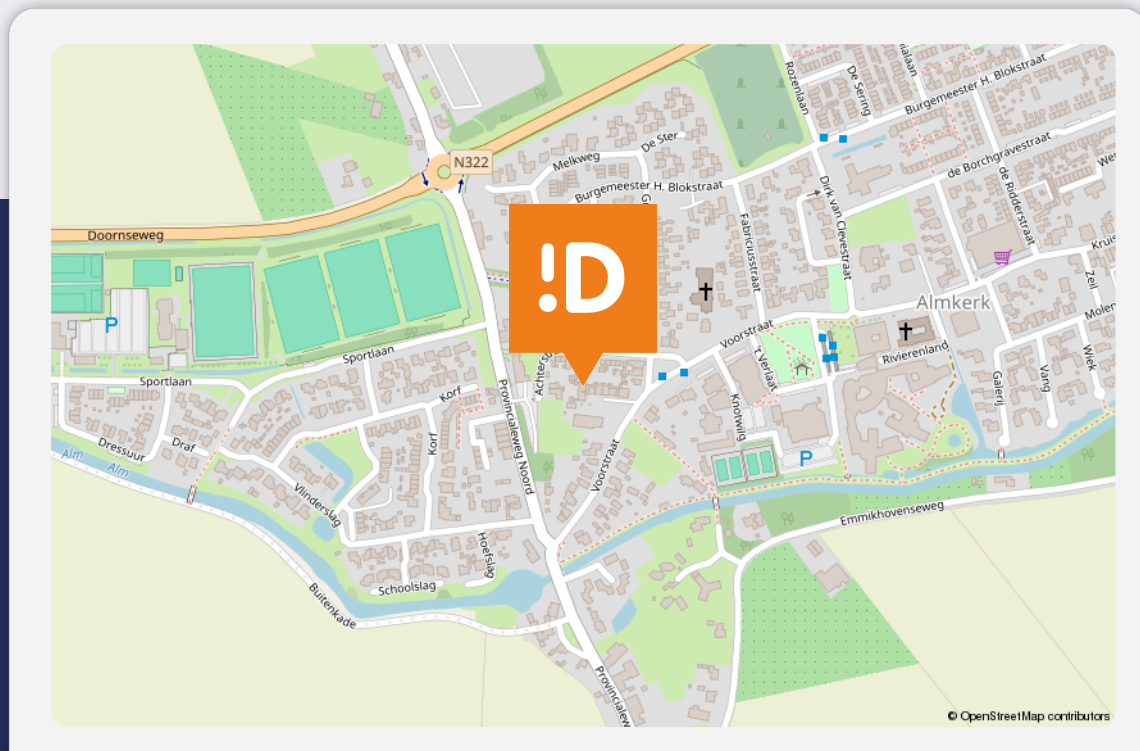 Rozenlaan
De Sering
Burgemeester H. Blokstraat
De Ster
Melkweg
N322
Burgemeester H. Blokstraat
de Borchgravestraat
de Ridderstraat
Dirk van Clevestraat
Fabriciusstraat
Doornseweg
!D
P
Almkerk
Zeil
Voorstraat
't Verlaat
Rivierenland
Wiek
Sportlaan
Sportlaan
Korf
Korf
Provincialeweg Noord
Knotwilg
Galerij
Vang
Dressuur
Draf
Alm
Alm
Voorstraat
P
Vlinderslag
Emmikhovenseweg
Hoefslag
Schoolslag
Buitenkade
© OpenStreetMap contributors